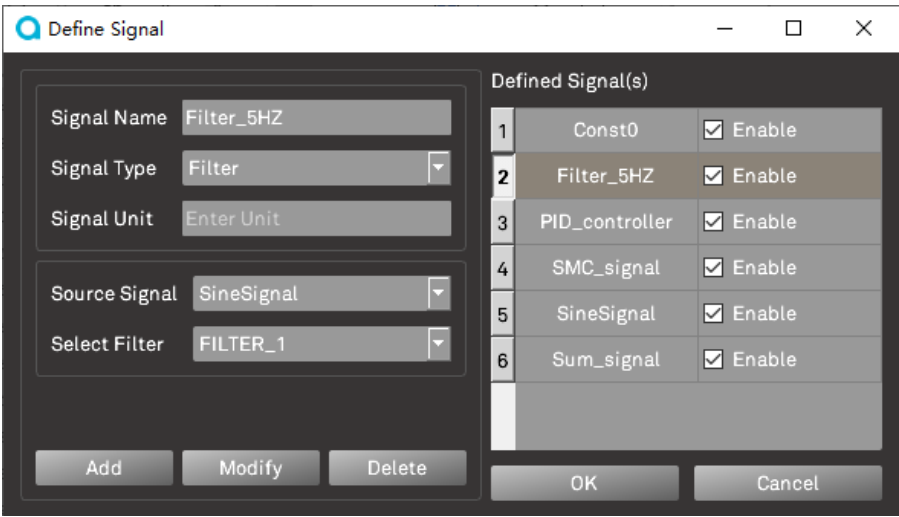 Define Signal
Signal Name Filter_5HZ
Signal Type Filter
Signal Unit Enter Unit
Source Signal SineSignal
Select Filter FILTER_1
Add Modify Delete
Defined Signal(s)
1 Const0 Enable
2 Filter_5HZ Enable
3 PID_controller Enable
4 SMC_signal Enable
5 SineSignal Enable
6 Sum_signal Enable
OK Cancel